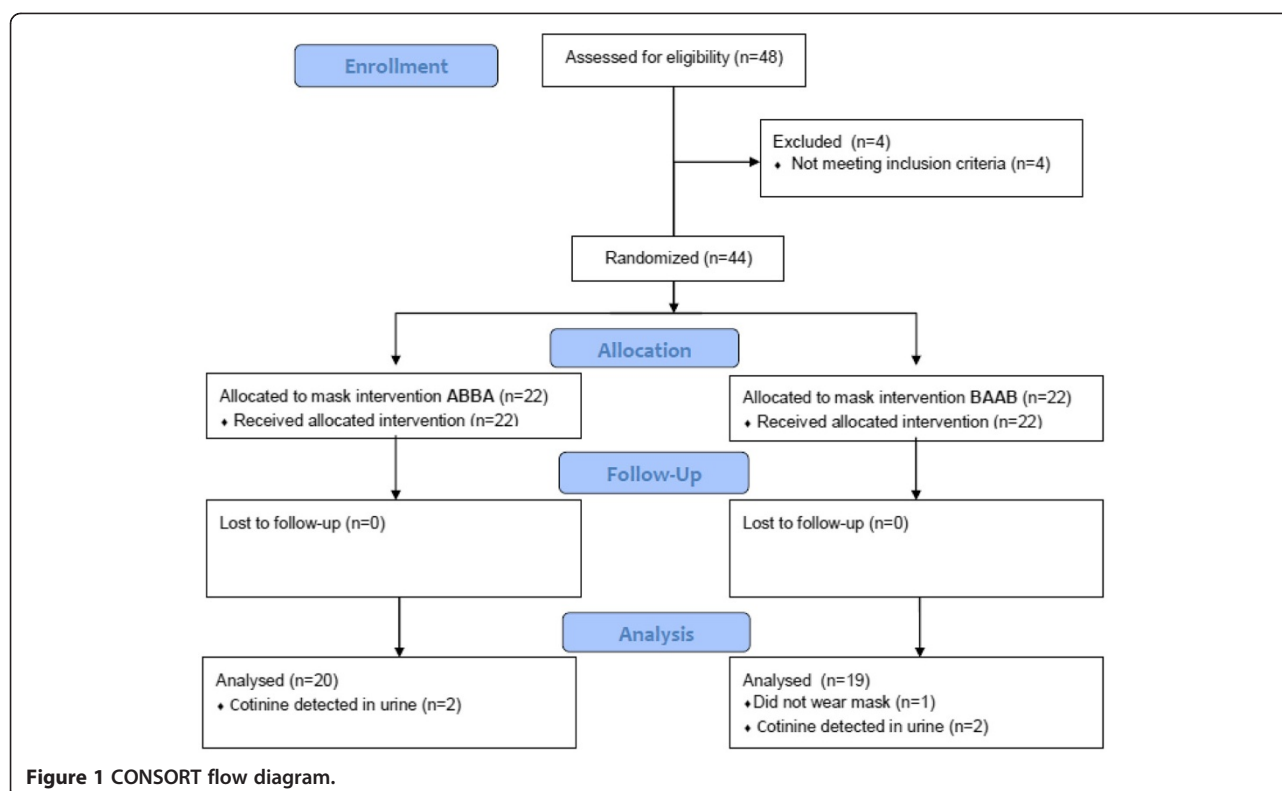 Enrollment
Assessed for eligibility (n=48)
Excluded (n=4)
♦ Not meeting inclusion criteria (n=4)
Randomized (n=44)
Allocation
Allocated to mask intervention ABBA (n=22)
♦ Received allocated intervention (n=22)
Allocated to mask intervention BAAB (n=22)
♦ Received allocated intervention (n=22)
Follow-Up
Lost to follow-up (n=0)
Lost to follow-up (n=0)
Analysis
Analysed (n=20)
♦ Cotinine detected in urine (n=2)
Analysed (n=19)
♦ Did not wear mask (n=1)
♦ Cotinine detected in urine (n=2)
Figure 1 CONSORT flow diagram.